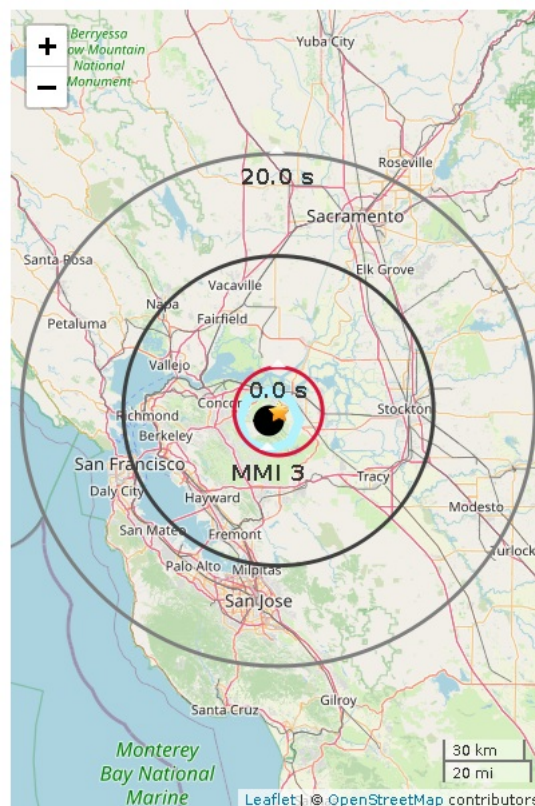 +
−
Berryessa
ow Mountain
National
Monument
Yuba City
Roseville
20.0 s
Sacramento
Santa Rosa
Elk Grove
Vacaville
Napa
Fairfield
Petaluma
Vallejo
0.0 s
Concor
Stockton
Richmond
Berkeley
San Francisco
MMI 3
Tracy
Daly City
Hayward
Modesto
San Mateo
Fremont
Turlock
Palo Alto
Milpitas
San Jose
Gilroy
Santa Cruz
Monterey
Bay National
Marine
30 km
20 mi
Leaflet | © OpenStreetMap contributors